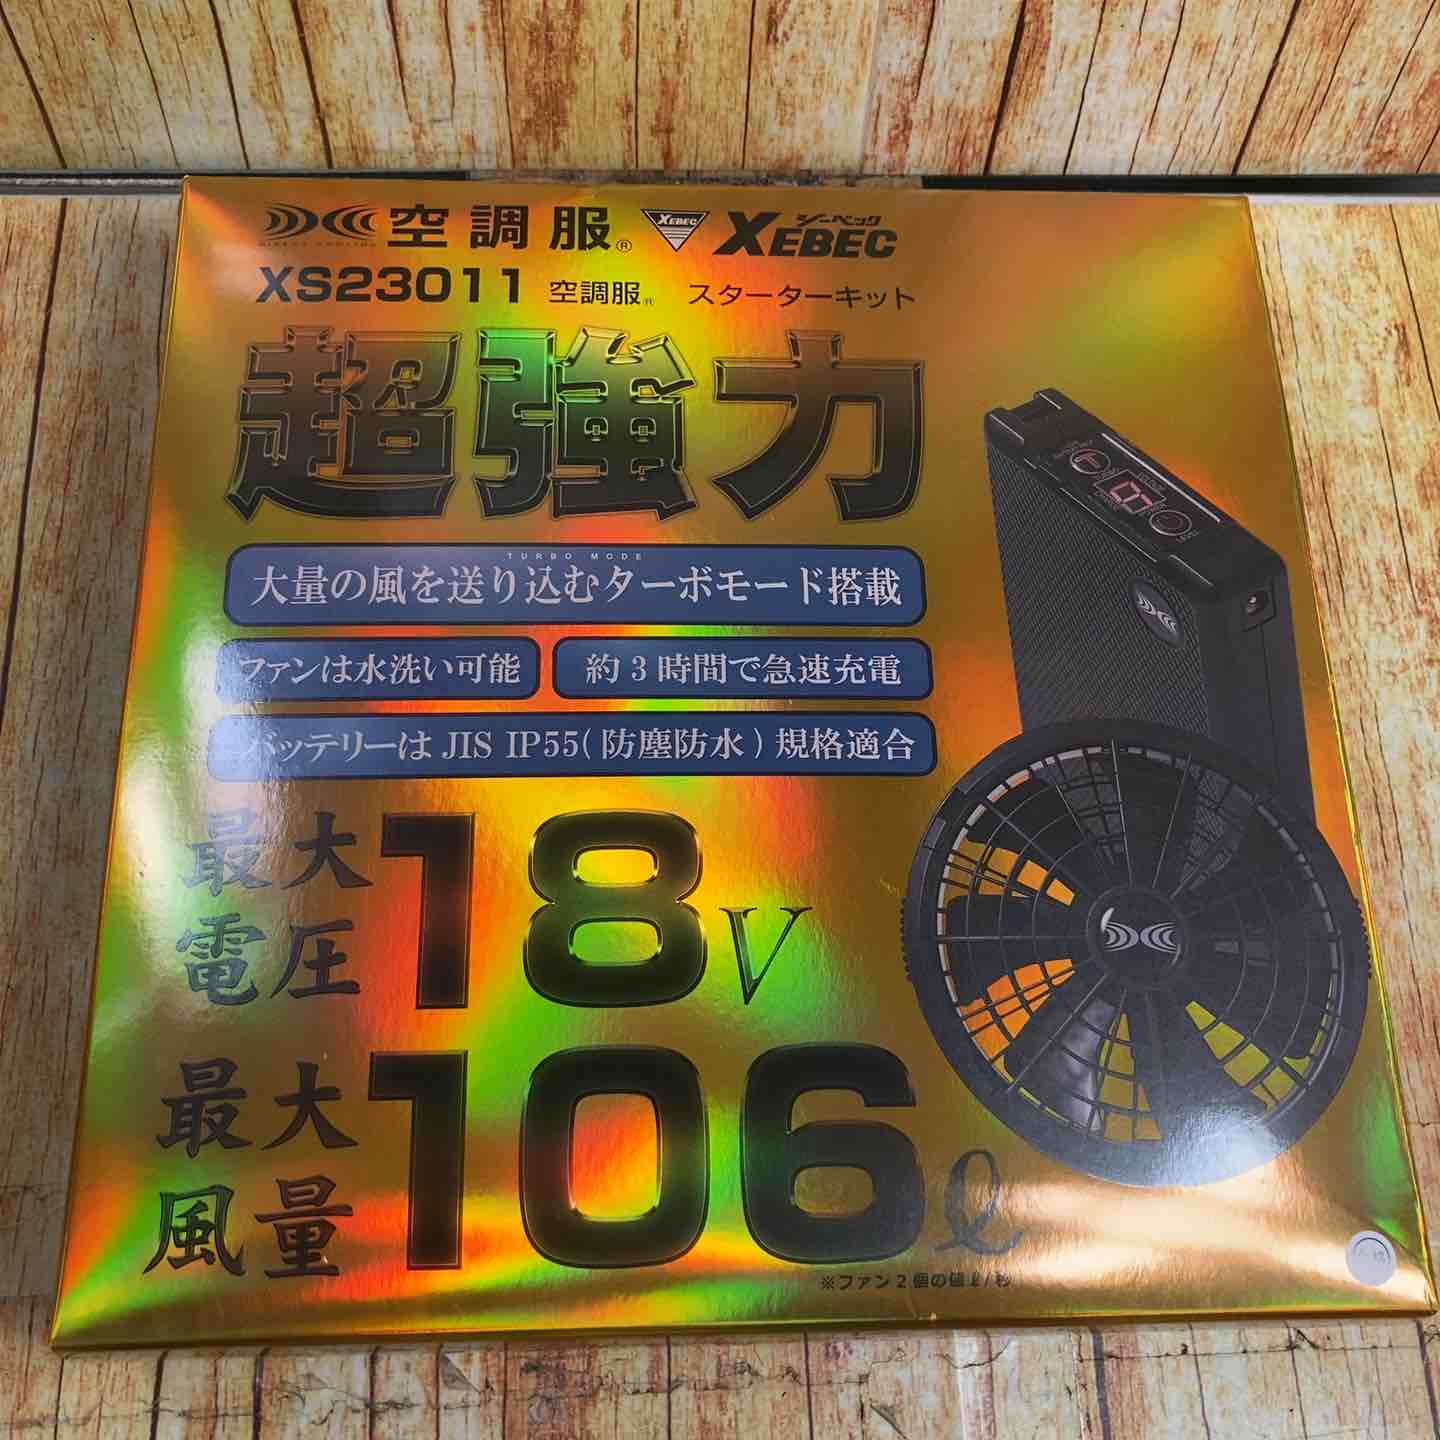 空調服® XEBEC シーベック XEBEC
XS23011 空調服® スターターキット
超強力
TURBO MODE
大量の風を送り込むターボモード搭載
ファンは水洗い可能 約3時間で急速充電
バッテリーは JIS IP55(防塵防水)規格適合
最大電圧 18V
最大風量 106ℓ
※ファン2個の値ℓ/秒